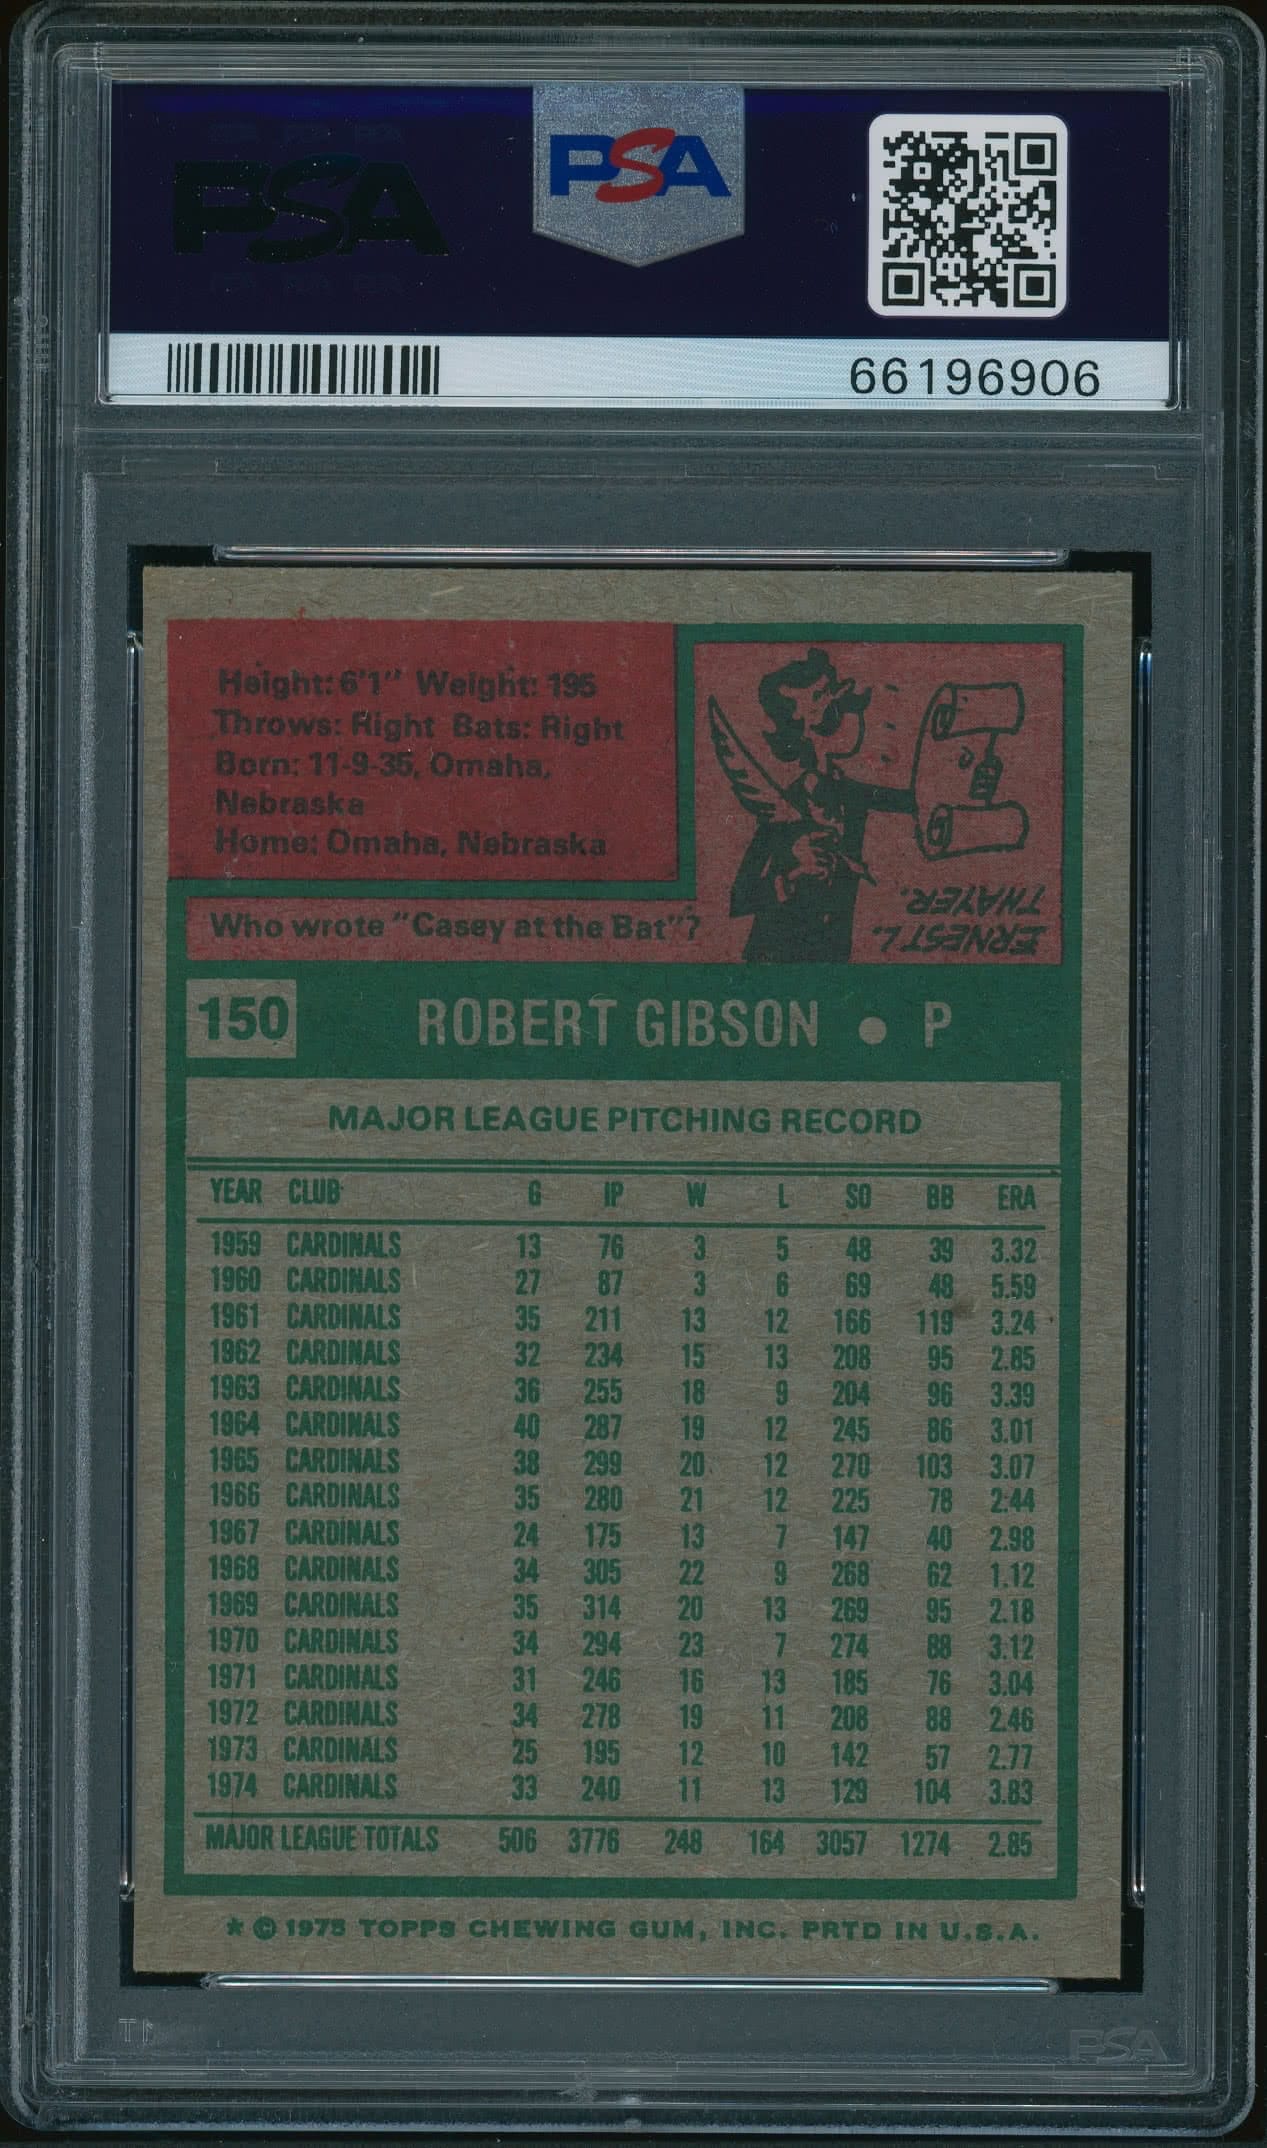 PSA
PSA
66196906
Height: 6'1" Weight: 195
Throws: Right Bats: Right
Born: 11-9-35, Omaha,
Nebraska
Home: Omaha, Nebraska
Who wrote "Casey at the Bat"?
ERNEST L.
THAYER.
150 ROBERT GIBSON • P
MAJOR LEAGUE PITCHING RECORD
YEAR CLUB G IP W L SO BB ERA
1959 CARDINALS 13 76 3 5 48 39 3.32
1960 CARDINALS 27 87 3 6 69 48 5.59
1961 CARDINALS 35 211 13 12 166 119 3.24
1962 CARDINALS 32 234 15 13 208 95 2.85
1963 CARDINALS 36 255 18 9 204 96 3.39
1964 CARDINALS 40 287 19 12 245 86 3.01
1965 CARDINALS 38 299 20 12 270 103 3.07
1966 CARDINALS 35 280 21 12 225 78 2.44
1967 CARDINALS 24 175 13 7 147 40 2.98
1968 CARDINALS 34 305 22 9 268 62 1.12
1969 CARDINALS 35 314 20 13 269 95 2.18
1970 CARDINALS 34 294 23 7 274 88 3.12
1971 CARDINALS 31 246 16 13 185 76 3.04
1972 CARDINALS 34 278 19 11 208 88 2.46
1973 CARDINALS 25 195 12 10 142 57 2.77
1974 CARDINALS 33 240 11 13 129 104 3.83
MAJOR LEAGUE TOTALS 506 3776 248 164 3057 1274 2.85
* © 1975 TOPPS CHEWING GUM, INC. PRTD IN U.S.A.
PSA